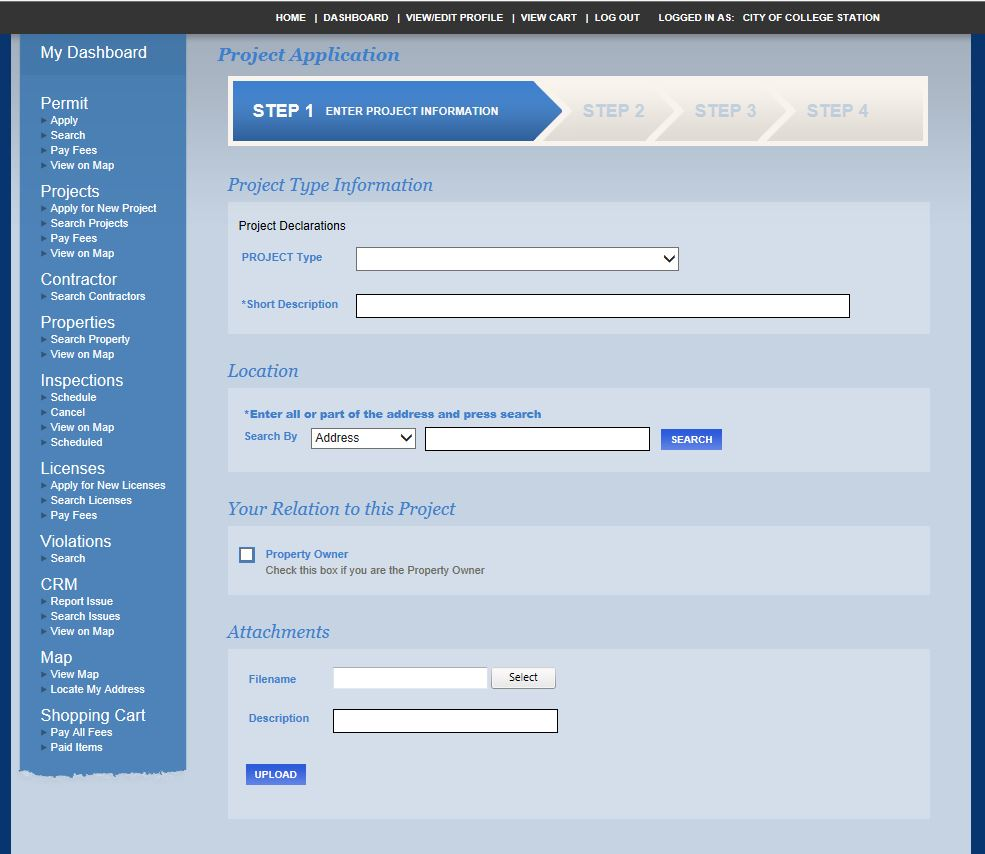 HOME | DASHBOARD | VIEW/EDIT PROFILE | VIEW CART | LOG OUT LOGGED IN AS: CITY OF COLLEGE STATION
My Dashboard
Permit
Apply
Search
Pay Fees
View on Map
Projects
Apply for New Project
Search Projects
Pay Fees
View on Map
Contractor
Search Contractors
Properties
Search Property
View on Map
Inspections
Schedule
Cancel
View on Map
Scheduled
Licenses
Apply for New Licenses
Search Licenses
Pay Fees
Violations
Search
CRM
Report Issue
Search Issues
View on Map
Map
View Map
Locate My Address
Shopping Cart
Pay All Fees
Paid Items
Project Application
STEP 1 ENTER PROJECT INFORMATION STEP 2 STEP 3 STEP 4
Project Type Information
Project Declarations
PROJECT Type
*Short Description
Location
*Enter all or part of the address and press search
Search By Address SEARCH
Your Relation to this Project
Property Owner
Check this box if you are the Property Owner
Attachments
Filename Select
Description
UPLOAD